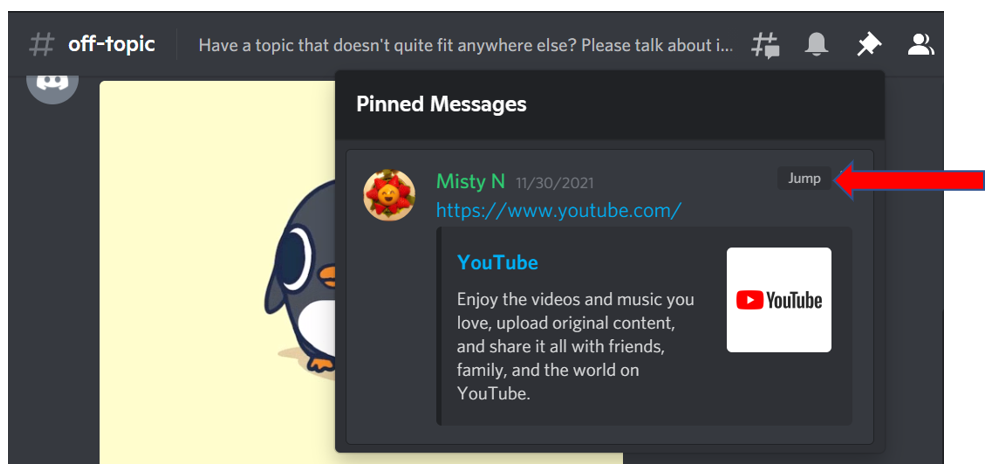 off-topic
Have a topic that doesn't quite fit anywhere else? Please talk about i...
Pinned Messages
Misty N 11/30/2021
Jump
https://www.youtube.com/
YouTube
Enjoy the videos and music you
love, upload original content,
and share it all with friends,
family, and the world on
YouTube.
YouTube